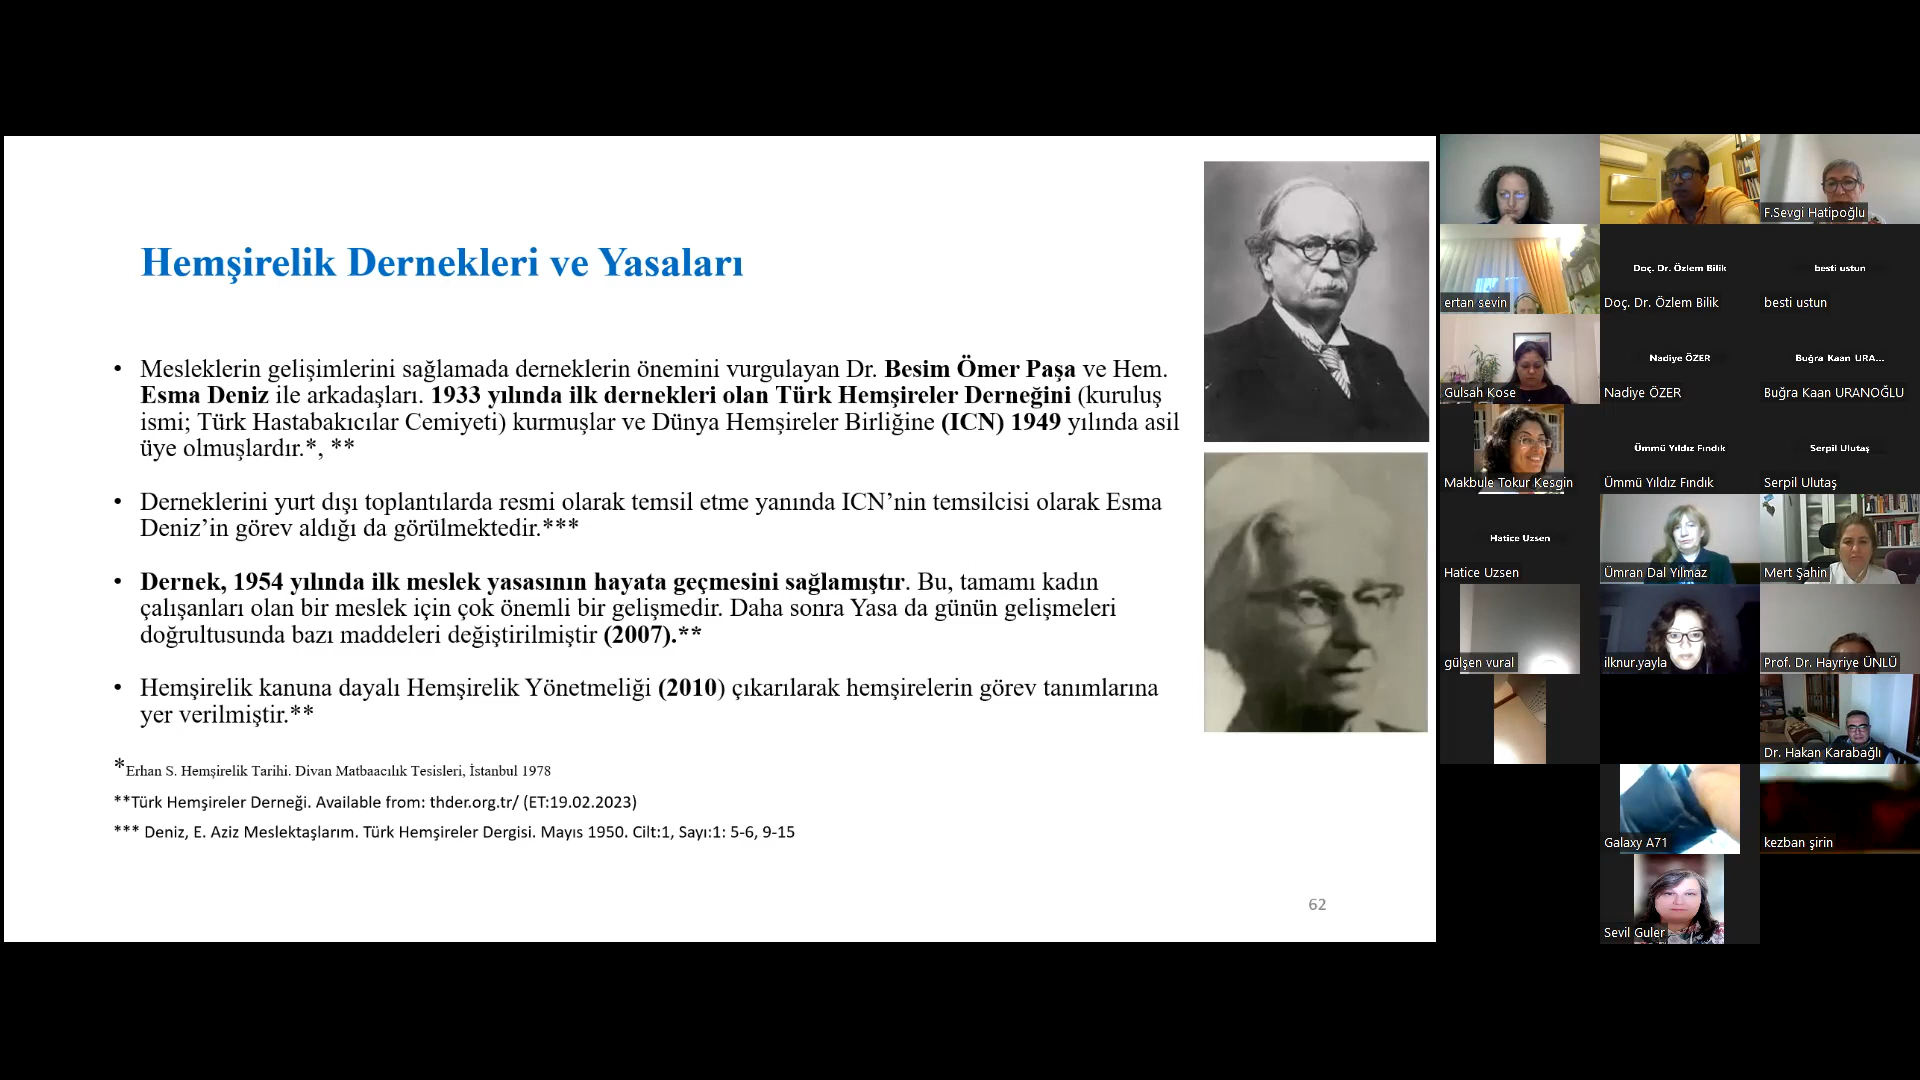 Hemşirelik Dernekleri ve Yasaları
• Mesleklerin gelişimlerini sağlamada derneklerin önemini vurgulayan Dr. Besim Ömer Paşa ve Hem.
Esma Deniz ile arkadaşları. 1933 yılında ilk dernekleri olan Türk Hemşireler Derneğini (kuruluş
ismi; Türk Hastabakıcılar Cemiyeti) kurmuşlar ve Dünya Hemşireler Birliğine (ICN) 1949 yılında asil
üye olmuşlardır.*, **
• Derneklerini yurt dışı toplantılarda resmi olarak temsil etme yanında ICN’nin temsilcisi olarak Esma
Deniz’in görev aldığı da görülmektedir.***
• Dernek, 1954 yılında ilk meslek yasasının hayata geçmesini sağlamıştır. Bu, tamamı kadın
çalışanları olan bir meslek için çok önemli bir gelişmedir. Daha sonra Yasa da günün gelişmeleri
doğrultusunda bazı maddeleri değiştirilmiştir (2007).**
• Hemşirelik kanuna dayalı Hemşirelik Yönetmeliği (2010) çıkarılarak hemşirelerin görev tanımlarına
yer verilmiştir.**
*Erhan S. Hemşirelik Tarihi. Divan Matbaacılık Tesisleri, İstanbul 1978
**Türk Hemşireler Derneği. Available from: thder.org.tr/ (ET:19.02.2023)
*** Deniz, E. Aziz Meslektaşlarım. Türk Hemşireler Dergisi. Mayıs 1950. Cilt:1, Sayı:1: 5-6, 9-15
62
F.Sevgi Hatipoğlu
ertan sevin
Doç. Dr. Özlem Bilik
Doç. Dr. Özlem Bilik
besti ustun
besti ustun
Gulsah Kose
Nadiye ÖZER
Nadiye ÖZER
Buğra Kaan URA...
Buğra Kaan URANOĞLU
Makbule Tokur Kesgin
Ümmü Yıldız Fındık
Ümmü Yıldız Fındık
Serpil Ulutaş
Serpil Ulutaş
Hatice Uzsen
Hatice Uzsen
Ümran Dal Yılmaz
Mert Şahin
gülşen vural
ilknur.yayla
Prof. Dr. Hayriye ÜNLÜ
Dr. Hakan Karabağlı
Galaxy A71
kezban şirin
Sevil Guler